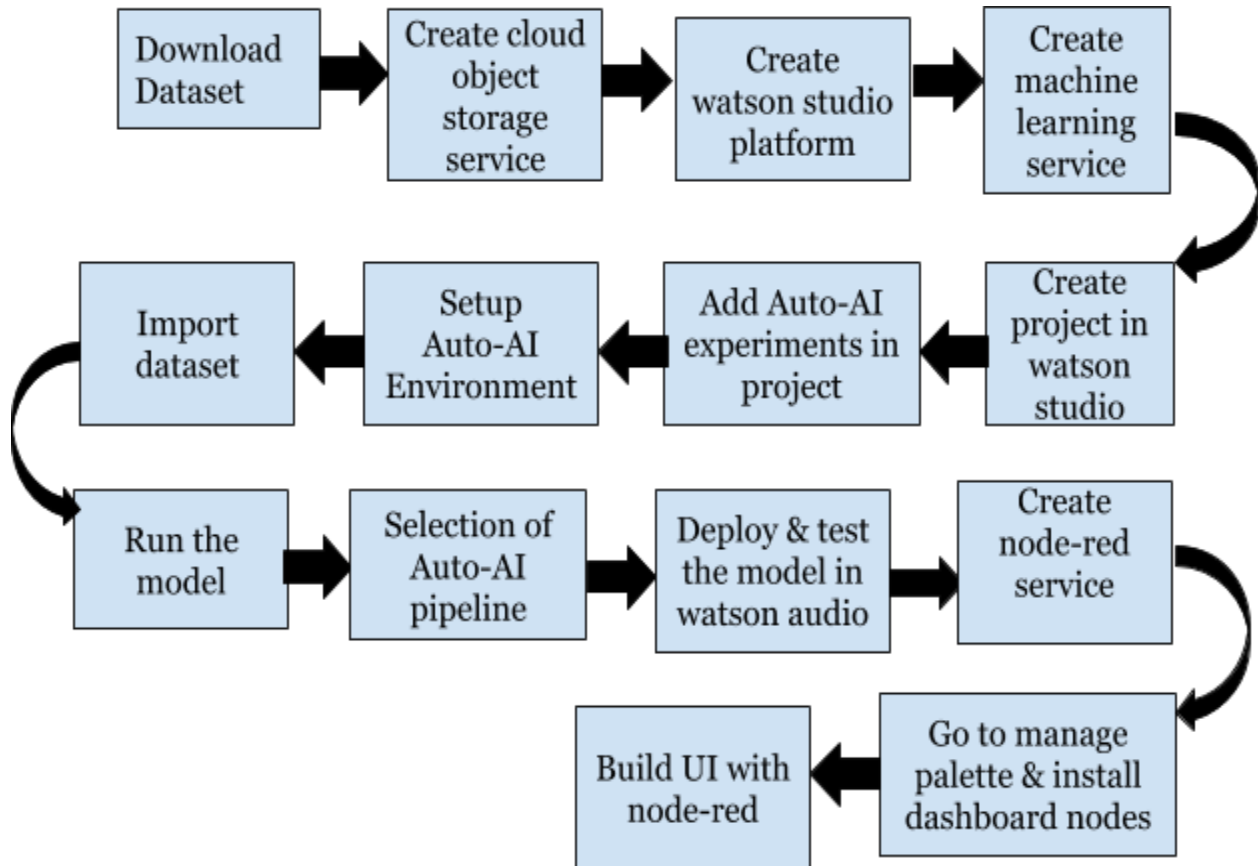 Download
Dataset
Create cloud
object
storage
service
Create
watson studio
platform
Create
machine
learning
service
Create
project in
watson
studio
Add Auto-AI
experiments in
project
Setup
Auto-AI
Environment
Import
dataset
Run the
model
Selection of
Auto-AI
pipeline
Deploy & test
the model in
watson audio
Create
node-red
service
Go to manage
palette & install
dashboard nodes
Build UI with
node-red